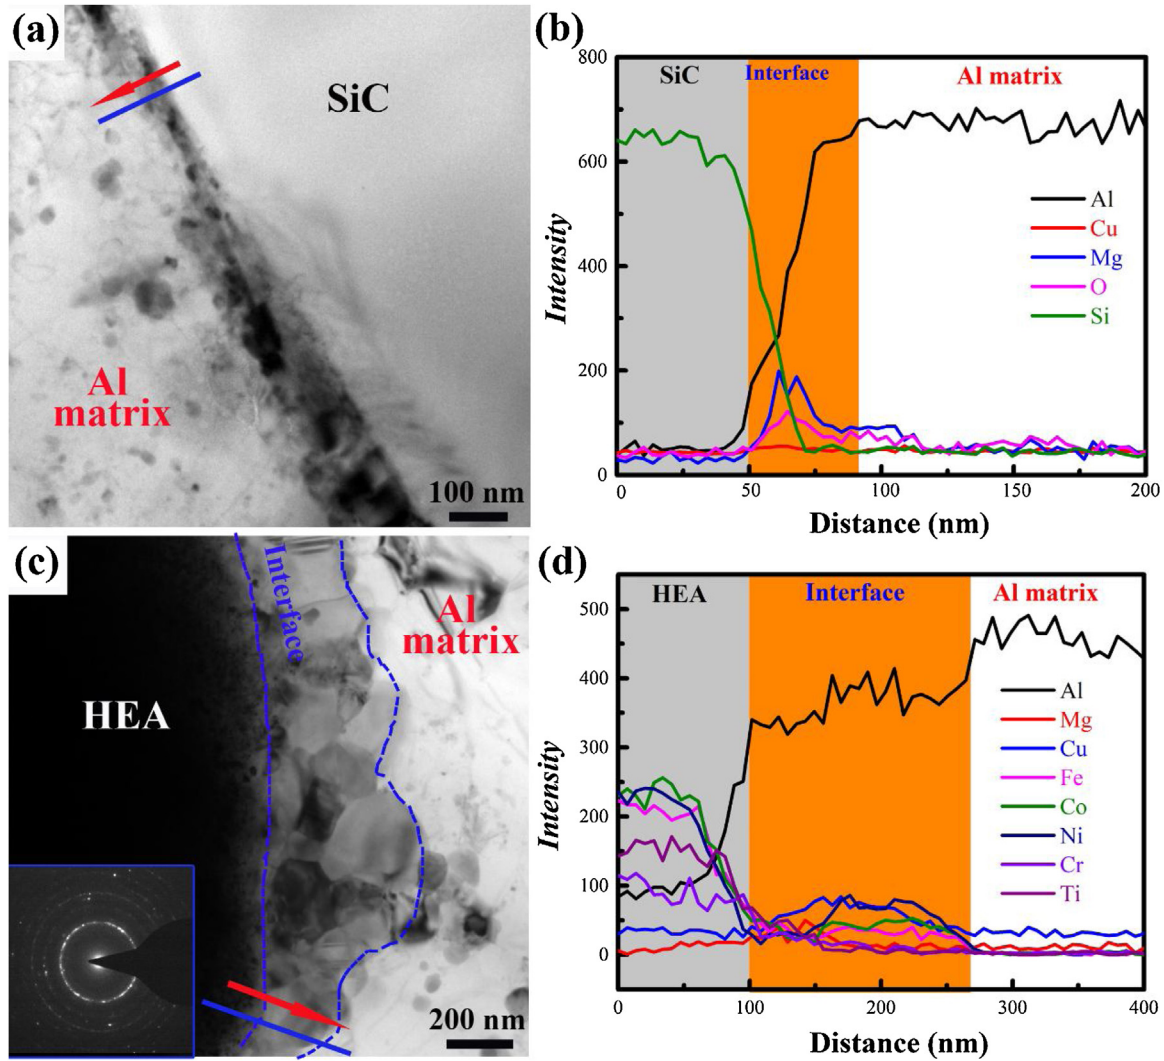 (a)
SiC
Al
matrix
100 nm
(b)
800
600
400
200
0
Intensity
SiC
Interface
Al matrix
Al
Cu
Mg
O
Si
0
50
100
150
200
Distance (nm)
(c)
Interface
Al
matrix
HEA
200 nm
(d)
500
400
300
200
100
0
Intensity
HEA
Interface
Al matrix
Al
Mg
Cu
Fe
Co
Ni
Cr
Ti
0
100
200
300
400
Distance (nm)